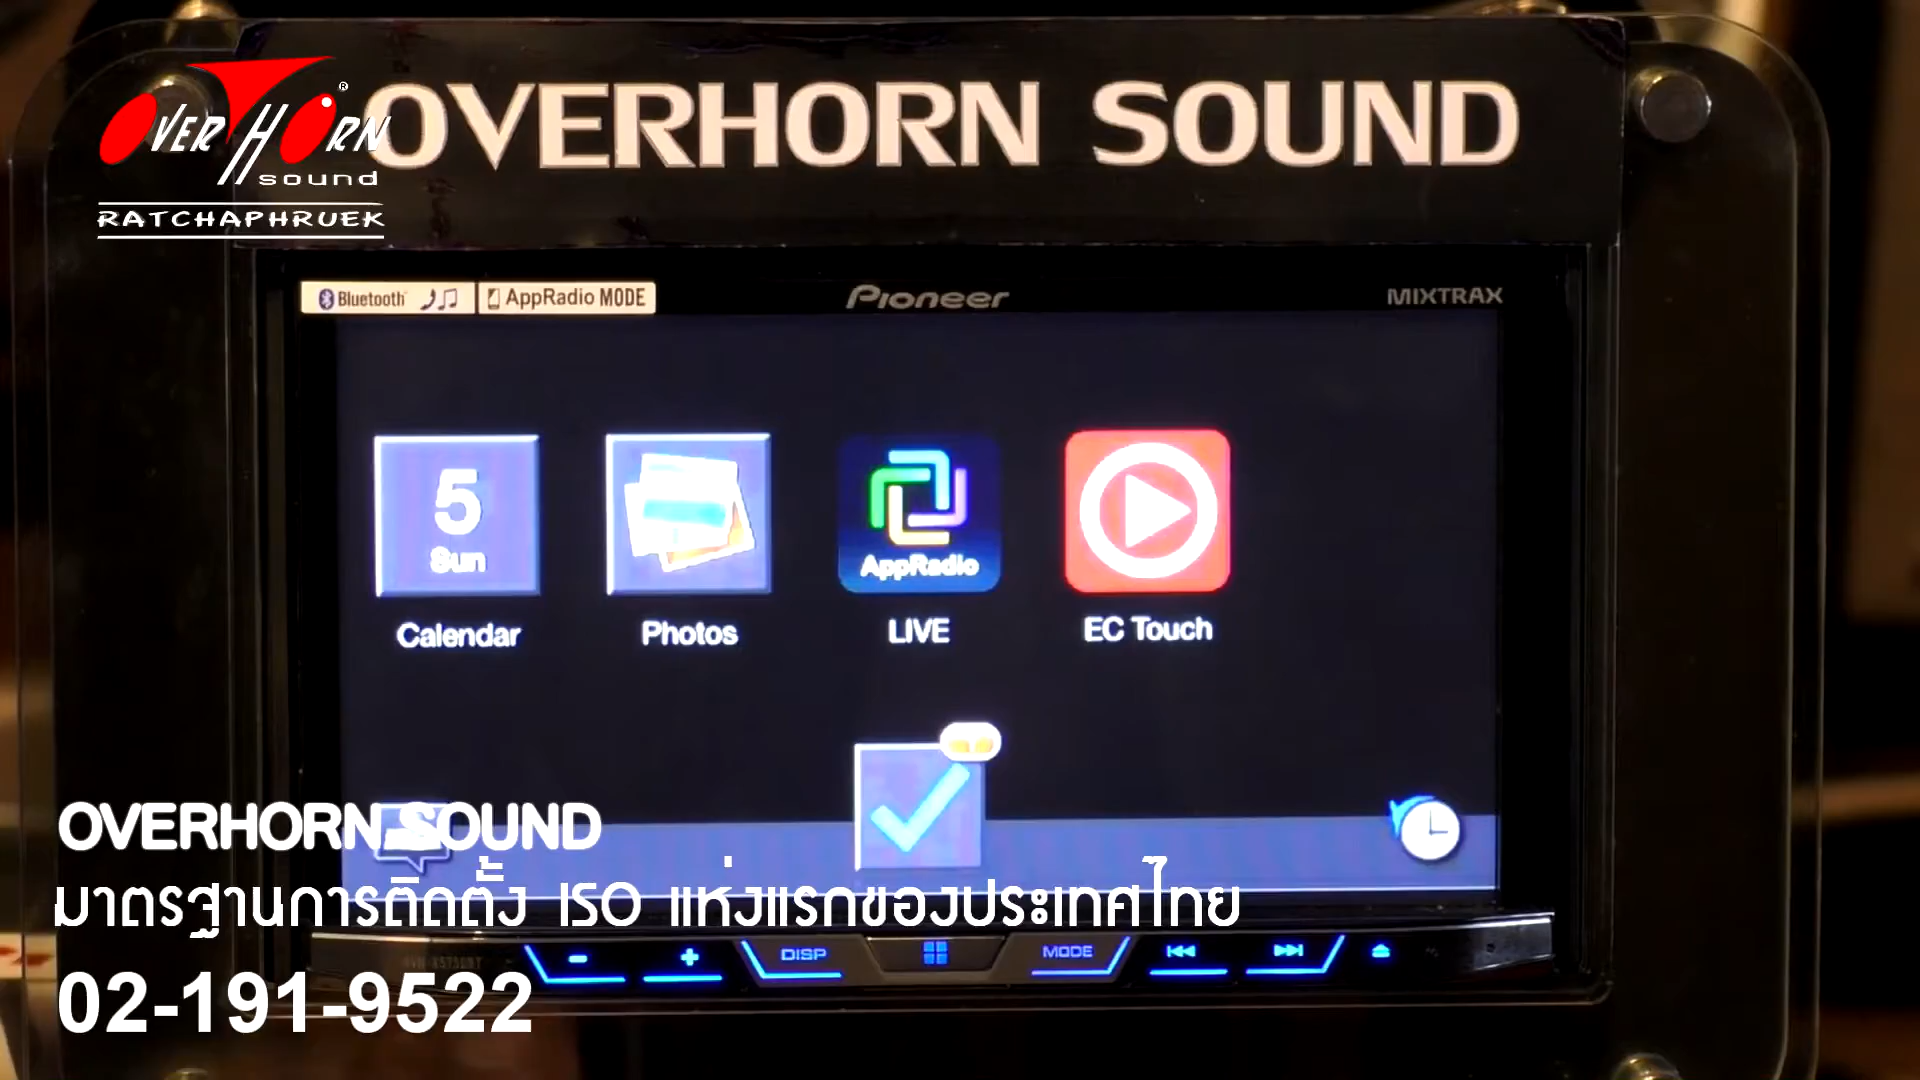 OVERHORN SOUND
OVERHORN®
sound
RATCHAPHRUEK
Bluetooth
AppRadio MODE
Pioneer
MIXTRAX
5
Sun
AppRadio
Calendar
Photos
LIVE
EC Touch
OVERHORN SOUND
มาตรฐานการติดตั้ง ISO แห่งแรกของประเทศไทย
- + DISP MODE
02-191-9522